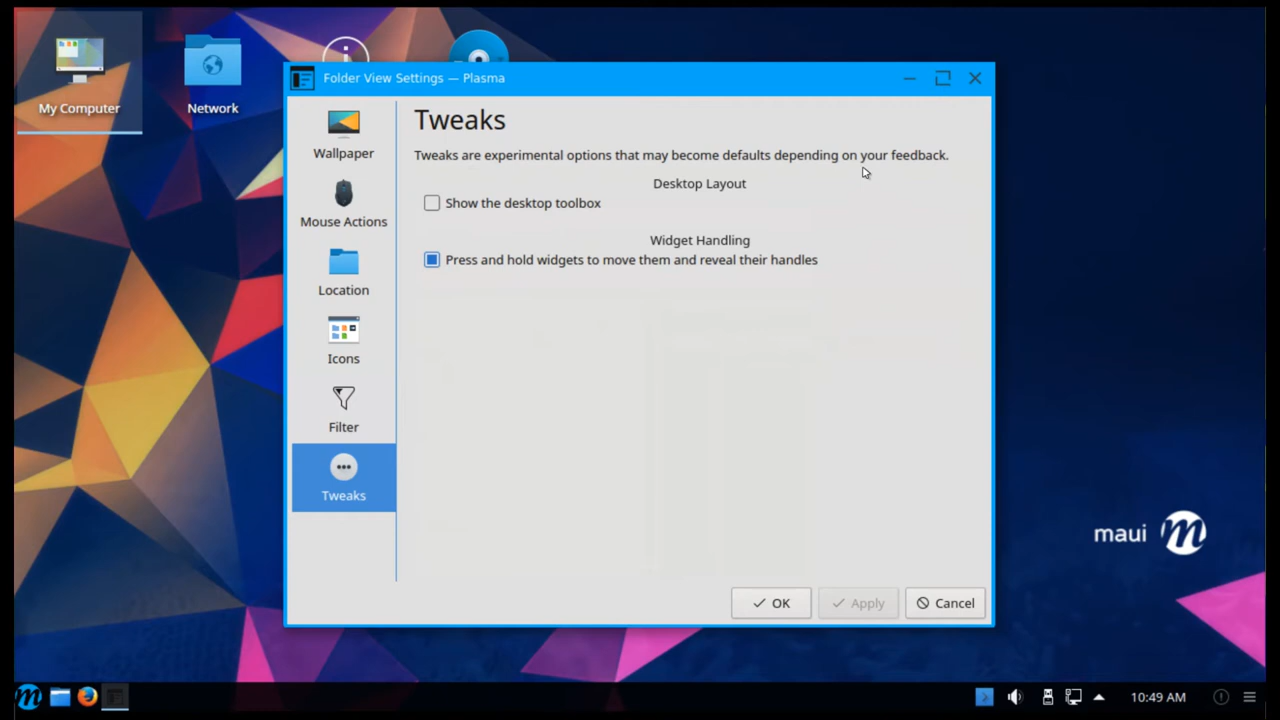 My Computer
Network
Folder View Settings — Plasma
Wallpaper
Mouse Actions
Location
Icons
Filter
Tweaks
Tweaks
Tweaks are experimental options that may become defaults depending on your feedback.
Desktop Layout
Show the desktop toolbox
Widget Handling
Press and hold widgets to move them and reveal their handles
OK
Apply
Cancel
maui m
10:49 AM